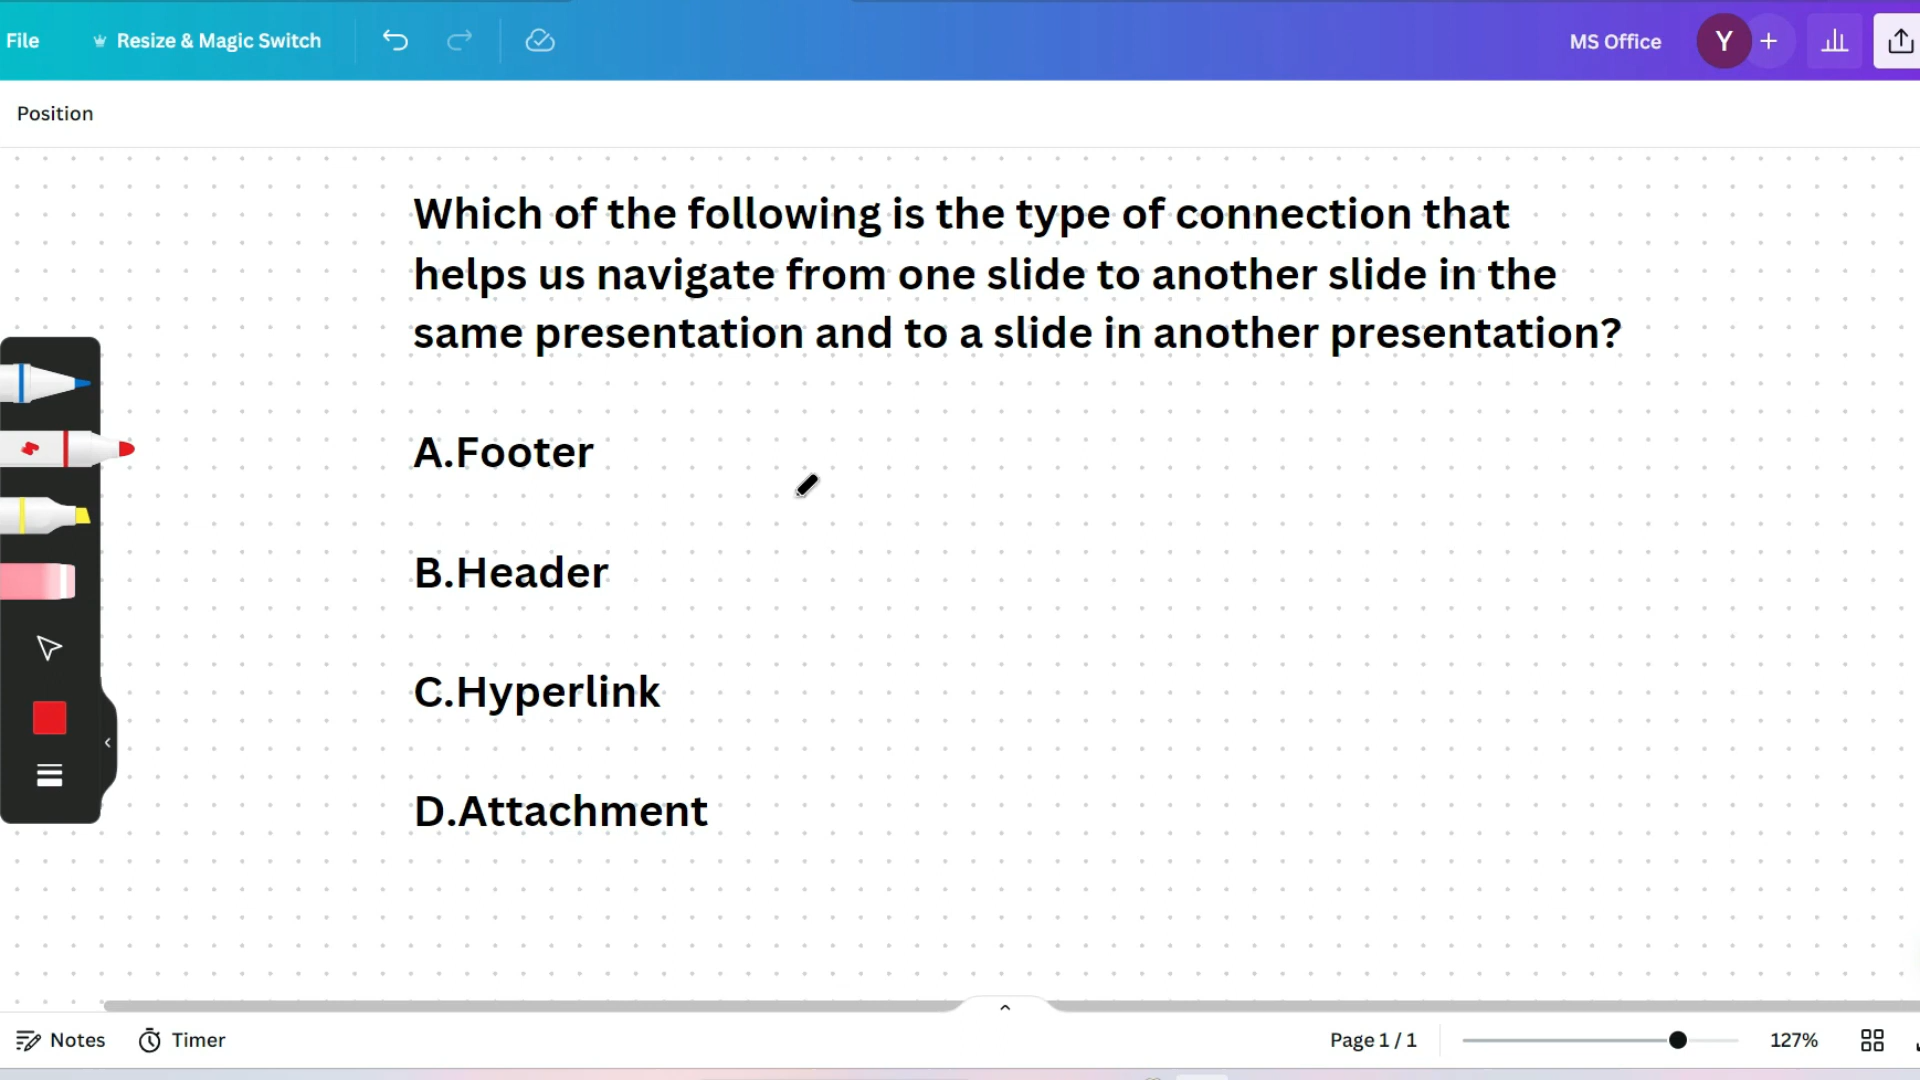 File Resize & Magic Switch MS Office Y +
Position
Which of the following is the type of connection that
helps us navigate from one slide to another slide in the
same presentation and to a slide in another presentation?
A.Footer
B.Header
C.Hyperlink
D.Attachment
Notes Timer Page 1 / 1 127%